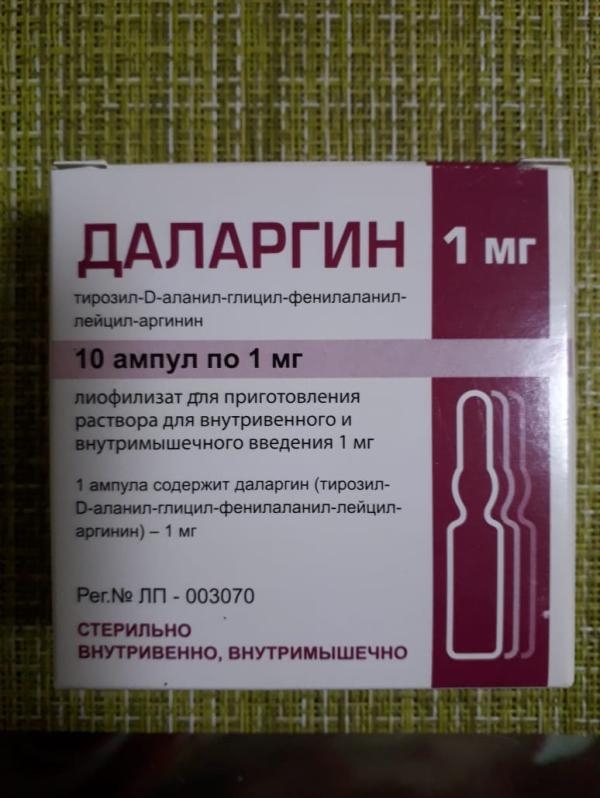 ДАЛАРГИН
1 мг
тирозил-D-аланил-глицил-фенилаланил-
лейцил-аргинин
10 ампул по 1 мг
лиофилизат для приготовления
раствора для внутривенного и
внутримышечного введения 1 мг
1 ампула содержит даларгин (тирозил-
D-аланил-глицил-фенилаланил-лейцил-
аргинин) – 1 мг
Рег.№ ЛП - 003070
СТЕРИЛЬНО
ВНУТРИВЕННО, ВНУТРИМЫШЕЧНО